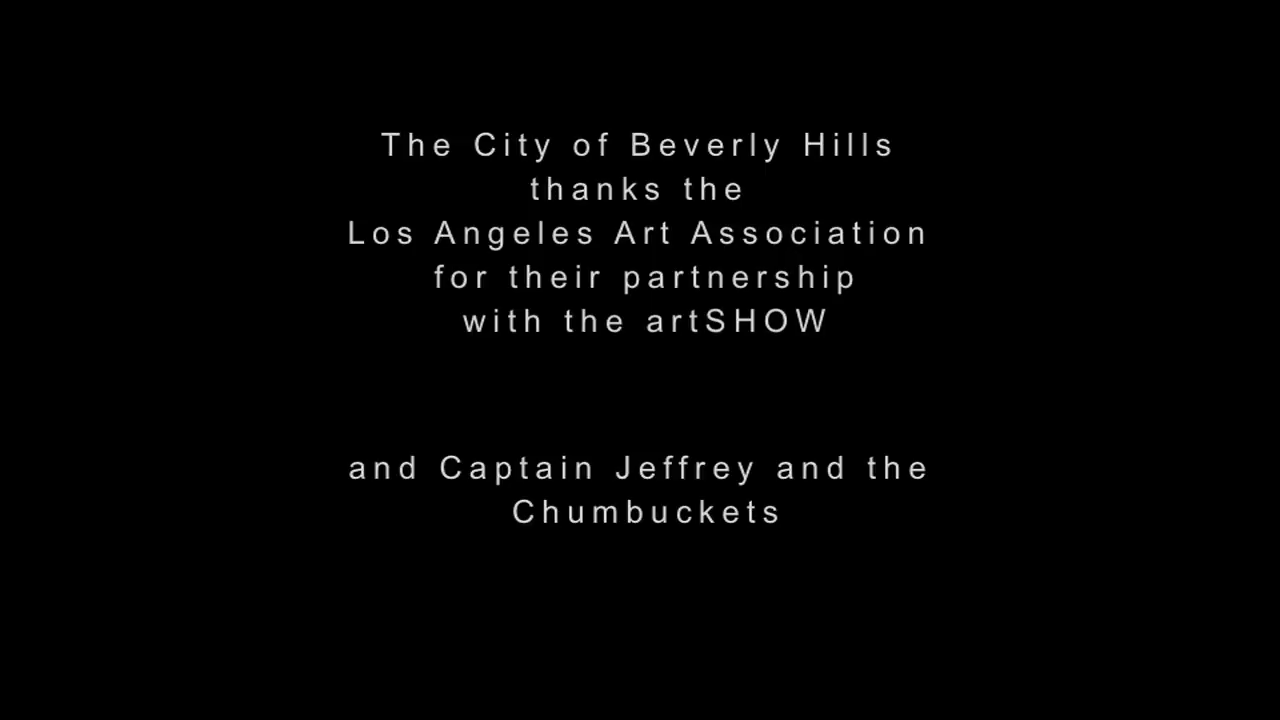 The City of Beverly Hills
thanks the
Los Angeles Art Association
for their partnership
with the artSHOW
and Captain Jeffrey and the
Chumbuckets